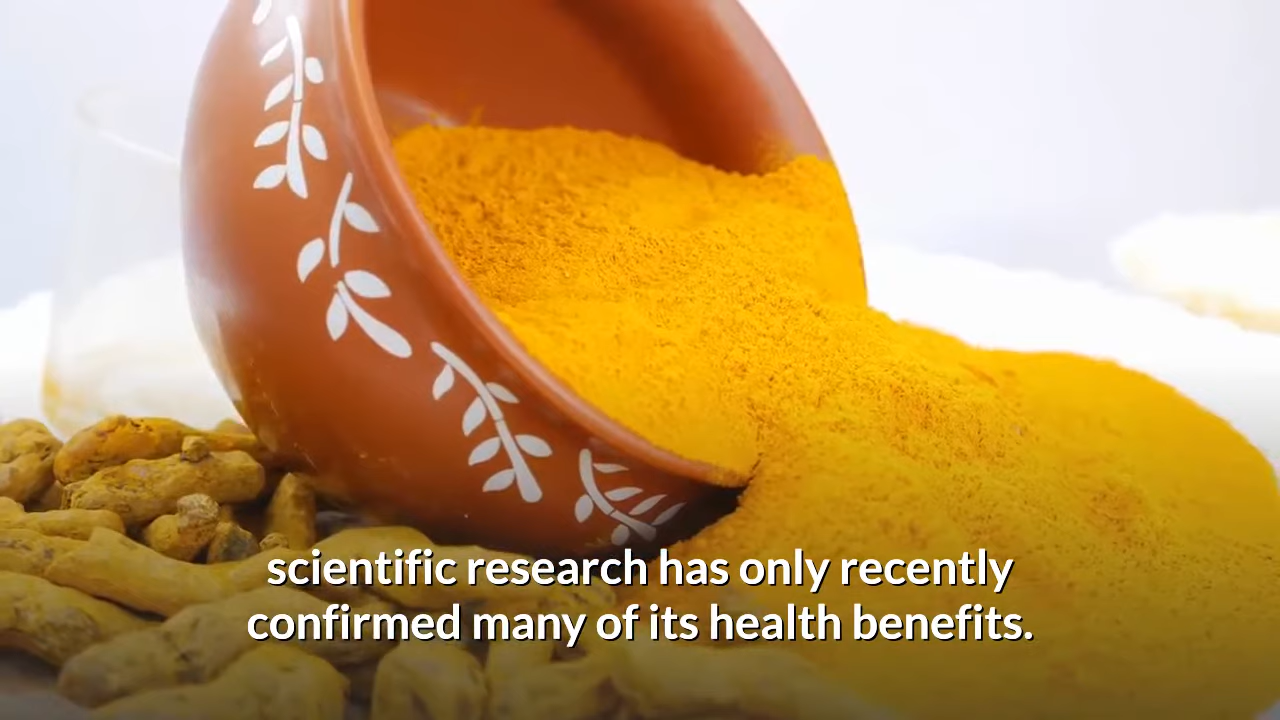 scientific research has only recently
confirmed many of its health benefits.